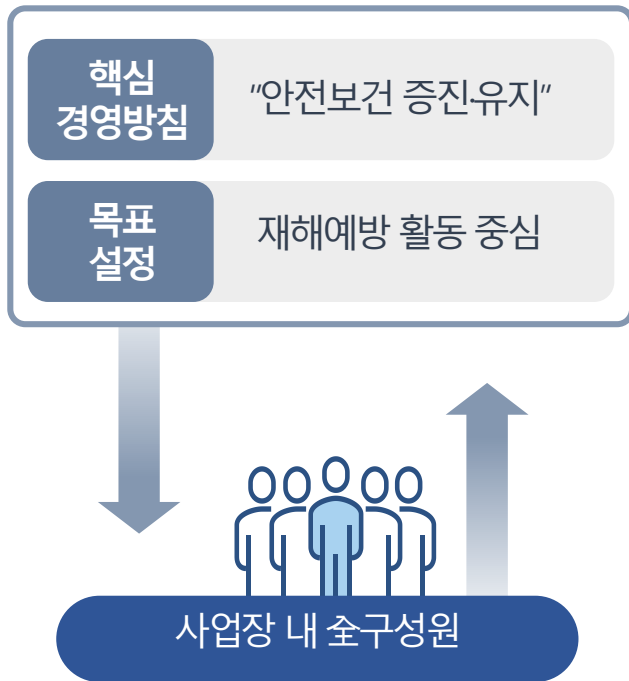 핵심
경영방침
"안전보건 증진·유지"
목표
설정
재해예방 활동 중심
사업장 내 全구성원